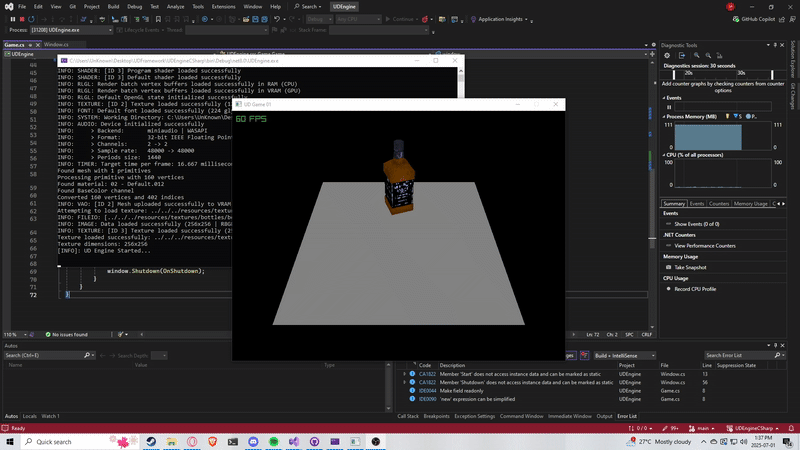 File Edit View Git Project Build Debug Test Analyze Tools Extensions Window Help Search UDEngine
GitHub Copilot
Debug Any CPU Continue Application Insights
Process: [31208] UDEngine.exe Lifecycle Events Thread: Stack Frame:
Game.cs Window.cs
UDEngine
C:\Users\UnKnown\Desktop\UDFramework\UDEngineCSharp\bin\Debug\net8.0\UDEngine.exe
INFO: SHADER: [ID 3] Program shader loaded successfully
INFO: SHADER: [ID 3] Default shader loaded successfully
INFO: RLGL: Render batch vertex buffers loaded successfully in RAM (CPU)
INFO: RLGL: Render batch vertex buffers loaded successfully in VRAM (GPU)
INFO: RLGL: Default OpenGL state initialized successfully
INFO: TEXTURE: [ID 2] Texture loaded successfully
INFO: FONT: Default font loaded successfully (224 gl
INFO: SYSTEM: Working Directory: C:\Users\UnKnown\Des
INFO: AUDIO: Device initialized successfully
INFO: > Backend: miniaudio | WASAPI
INFO: > Format: 32-bit IEEE Floating Point
INFO: > Channels: 2 -> 2
INFO: > Sample rate: 48000 -> 48000
INFO: > Periods size: 1440
INFO: TIMER: Target time per frame: 16.667 millisecon
Found mesh with 1 primitives
Processing primitive with 160 vertices
Found material: 02 - Default.012
Found BaseColor channel
Converted 160 vertices and 402 indices
INFO: VAO: [ID 2] Mesh uploaded successfully to VRAM
Attempting to load texture: ../../../resources/textur
INFO: FILEIO: [../../../resources/textures/bottles/bo
INFO: IMAGE: Data loaded successfully (256x256 |
INFO: TEXTURE: [ID 3] Texture loaded successfully (25
Texture loaded successfully: ../../../resources/textu
Texture dimensions: 256x256
[INFO]: UD Engine Started...
window.Shutdown(OnShutdown);
}
}
72 }
UD Game 01
60 FPS
Diagnostic Tools
Diagnostics session: 30 seconds
20s 30s
Add counter graphs by checking counters from counter options
Events
Process Memory (MB)
111 111
0 0
CPU (% of all processors)
100 100
0 0
Summary Events Counters Memory Usage
Events
Show Events (0 of 0)
.NET Counters
View Performance Counters
Memory Usage
Take Snapshot
CPU Usage
Record CPU Profile
Solution Explorer
Git Changes
110 % No issues found Ln: 72 Ch: 2 SPC CRLF
Autos
Search (Ctrl+E) Search Depth:
Name Value Type
Autos Locals Watch 1
Build + IntelliSense Search Error List
Code Description Project File Line Suppression State
CA1822 Member 'Start' does not access instance data and can be marked as static UDEngine Window.cs 13
CA1822 Member 'Shutdown' does not access instance data and can be marked as static UDEngine Window.cs 56
IDE0044 Make field readonly UDEngine Game.cs 8
IDE0090 'new' expression can be simplified UDEngine Game.cs 8
Call Stack Breakpoints Exception Settings Command Window Immediate Window Output Error List
Ready 0 / 0 99+ main UDEngineCSharp
Search (quick)
27°C Mostly cloudy
1:37 PM
2025-07-01